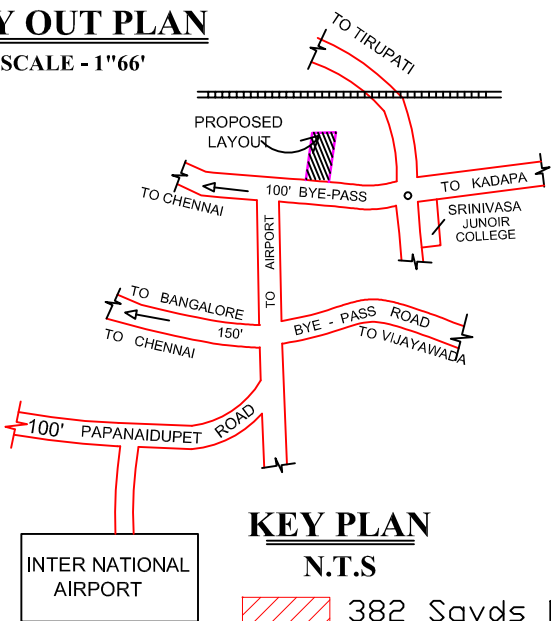 Y OUT PLAN
SCALE - 1"66'
TO TIRUPATI
PROPOSED
LAYOUT
TO CHENNAI
100' BYE-PASS
TO KADAPA
SRINIVASA
JUNOIR
COLLEGE
TO AIRPORT
TO BANGALORE
150'
TO CHENNAI
BYE - PASS ROAD
TO VIJAYAWADA
100' PAPANAIDUPET ROAD
INTER NATIONAL
AIRPORT
KEY PLAN
N.T.S
382 Sqyds